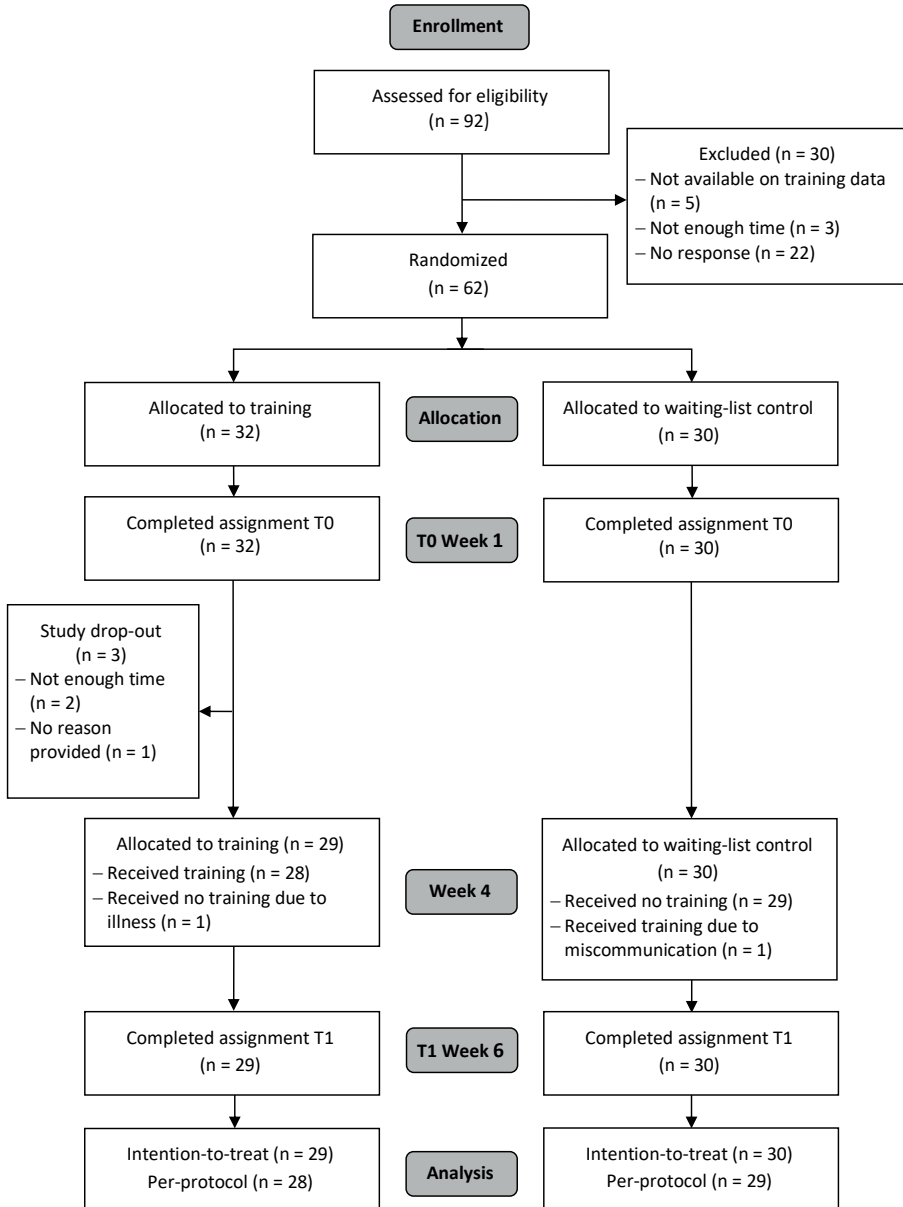 Enrollment
Assessed for eligibility
(n = 92)
Excluded (n = 30)
– Not available on training data
(n = 5)
– Not enough time (n = 3)
– No response (n = 22)
Randomized
(n = 62)
Allocated to training
(n = 32)
Allocation
Allocated to waiting-list control
(n = 30)
Completed assignment T0
(n = 32)
T0 Week 1
Completed assignment T0
(n = 30)
Study drop-out
(n = 3)
– Not enough time
(n = 2)
– No reason
provided (n = 1)
Allocated to training (n = 29)
– Received training (n = 28)
– Received no training due to
illness (n = 1)
Week 4
Allocated to waiting-list control
(n = 30)
– Received no training (n = 29)
– Received training due to
miscommunication (n = 1)
Completed assignment T1
(n = 29)
T1 Week 6
Completed assignment T1
(n = 30)
Intention-to-treat (n = 29)
Per-protocol (n = 28)
Analysis
Intention-to-treat (n = 30)
Per-protocol (n = 29)